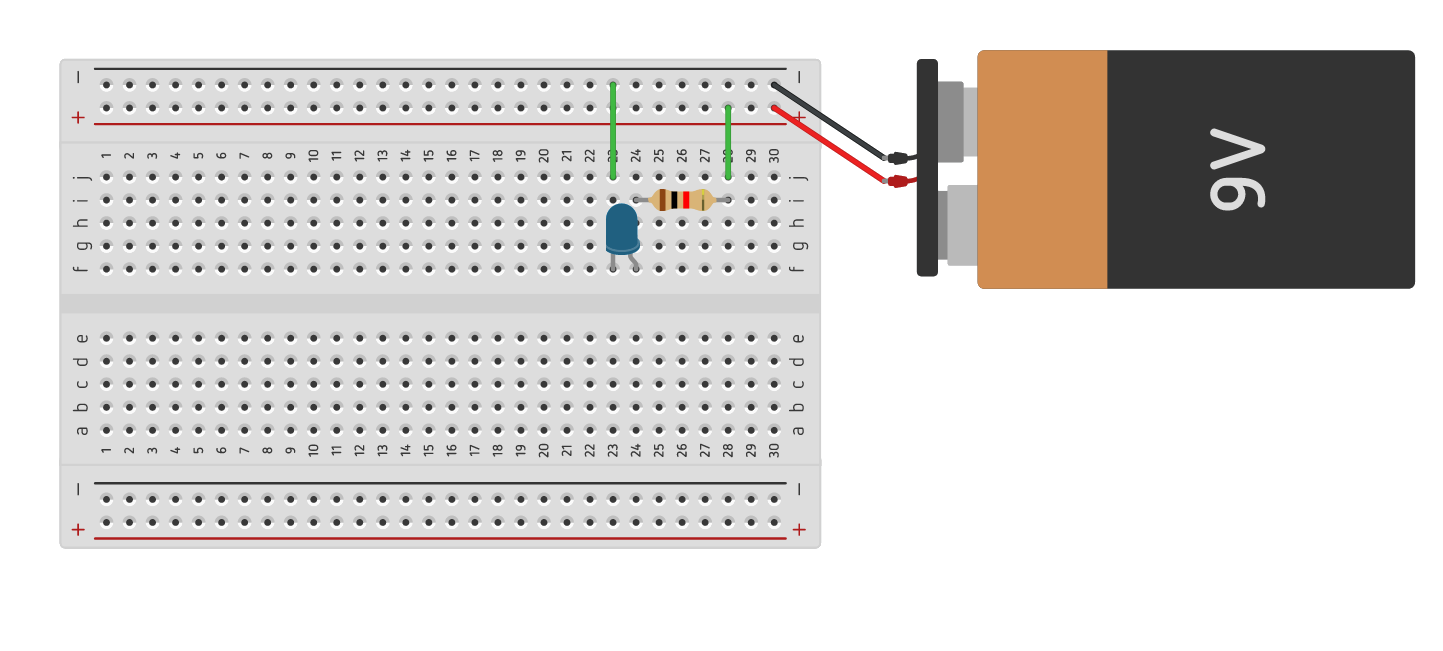 − −
+ +
1 2 3 4 5 6 7 8 9 10 11 12 13 14 15 16 17 18 19 20 21 22 23 24 25 26 27 28 29 30
j j
i i
h h
g g
f f
e e
d d
c c
b b
a a
1 2 3 4 5 6 7 8 9 10 11 12 13 14 15 16 17 18 19 20 21 22 23 24 25 26 27 28 29 30
− −
+ +
9V